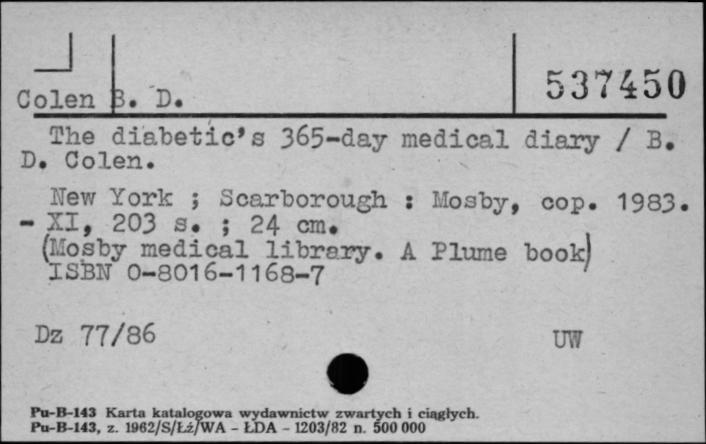 537450
Colen B. D.
The diabetic's 365-day medical diary / B.
D. Colen.
New York ; Scarborough : Mosby, cop. 1983.
- XI, 203 s. ; 24 cm.
(Mosby medical library. A Plume book)
ISBN 0-8016-1168-7
Dz 77/86 UW
Pu-B-143 Karta katalogowa wydawnictw zwartych i ciągłych.
Pu-B-143, z. 1962/S/Łź/WA - ŁDA - 1203/82 n. 500 000